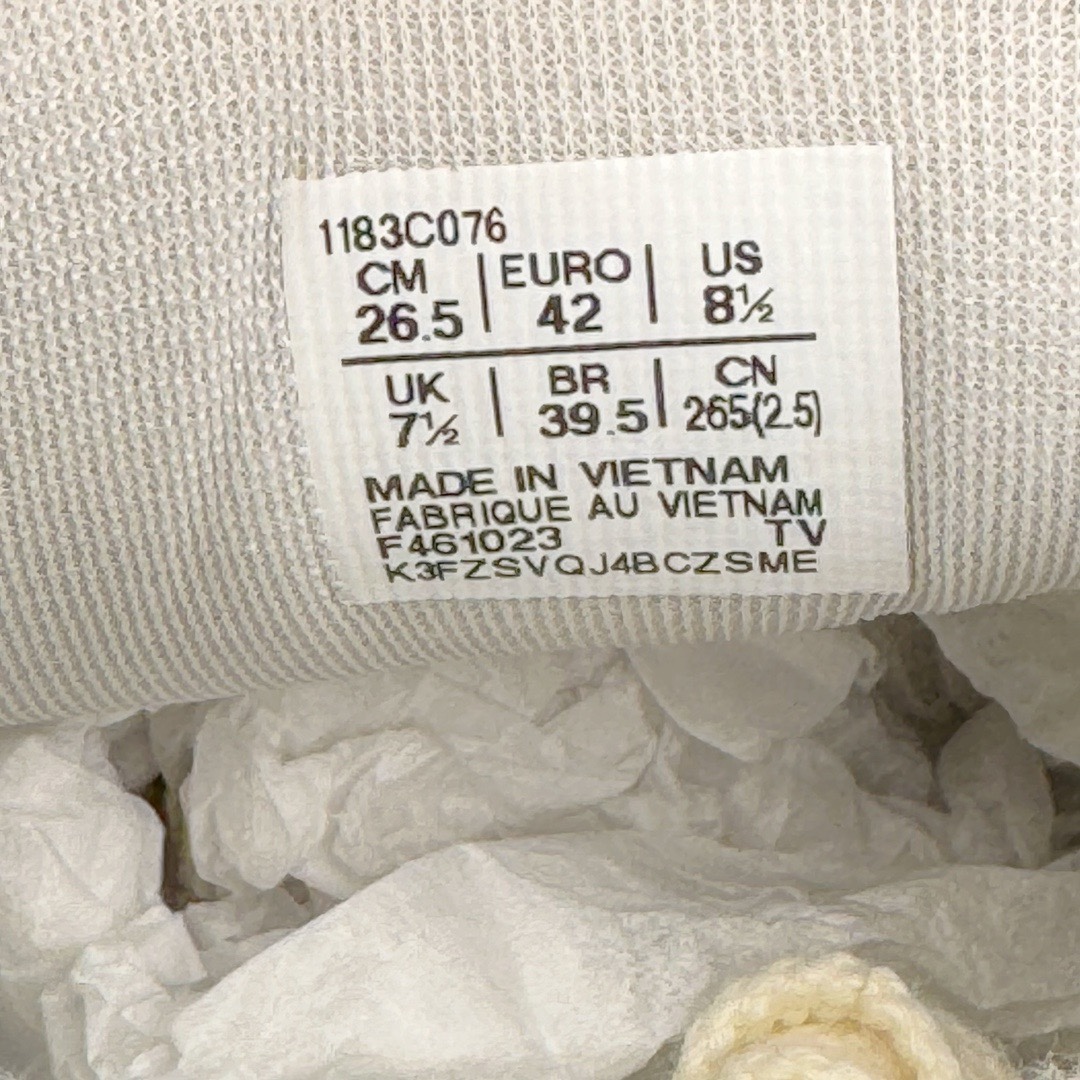 1183C076
CM | EURO | US
26.5 | 42 | 8½
UK | BR | CN
7½ | 39.5 | 265(2.5)
MADE IN VIETNAM
FABRIQUE AU VIETNAM
F461023 TV
K3FZSVQJ4BCZSME